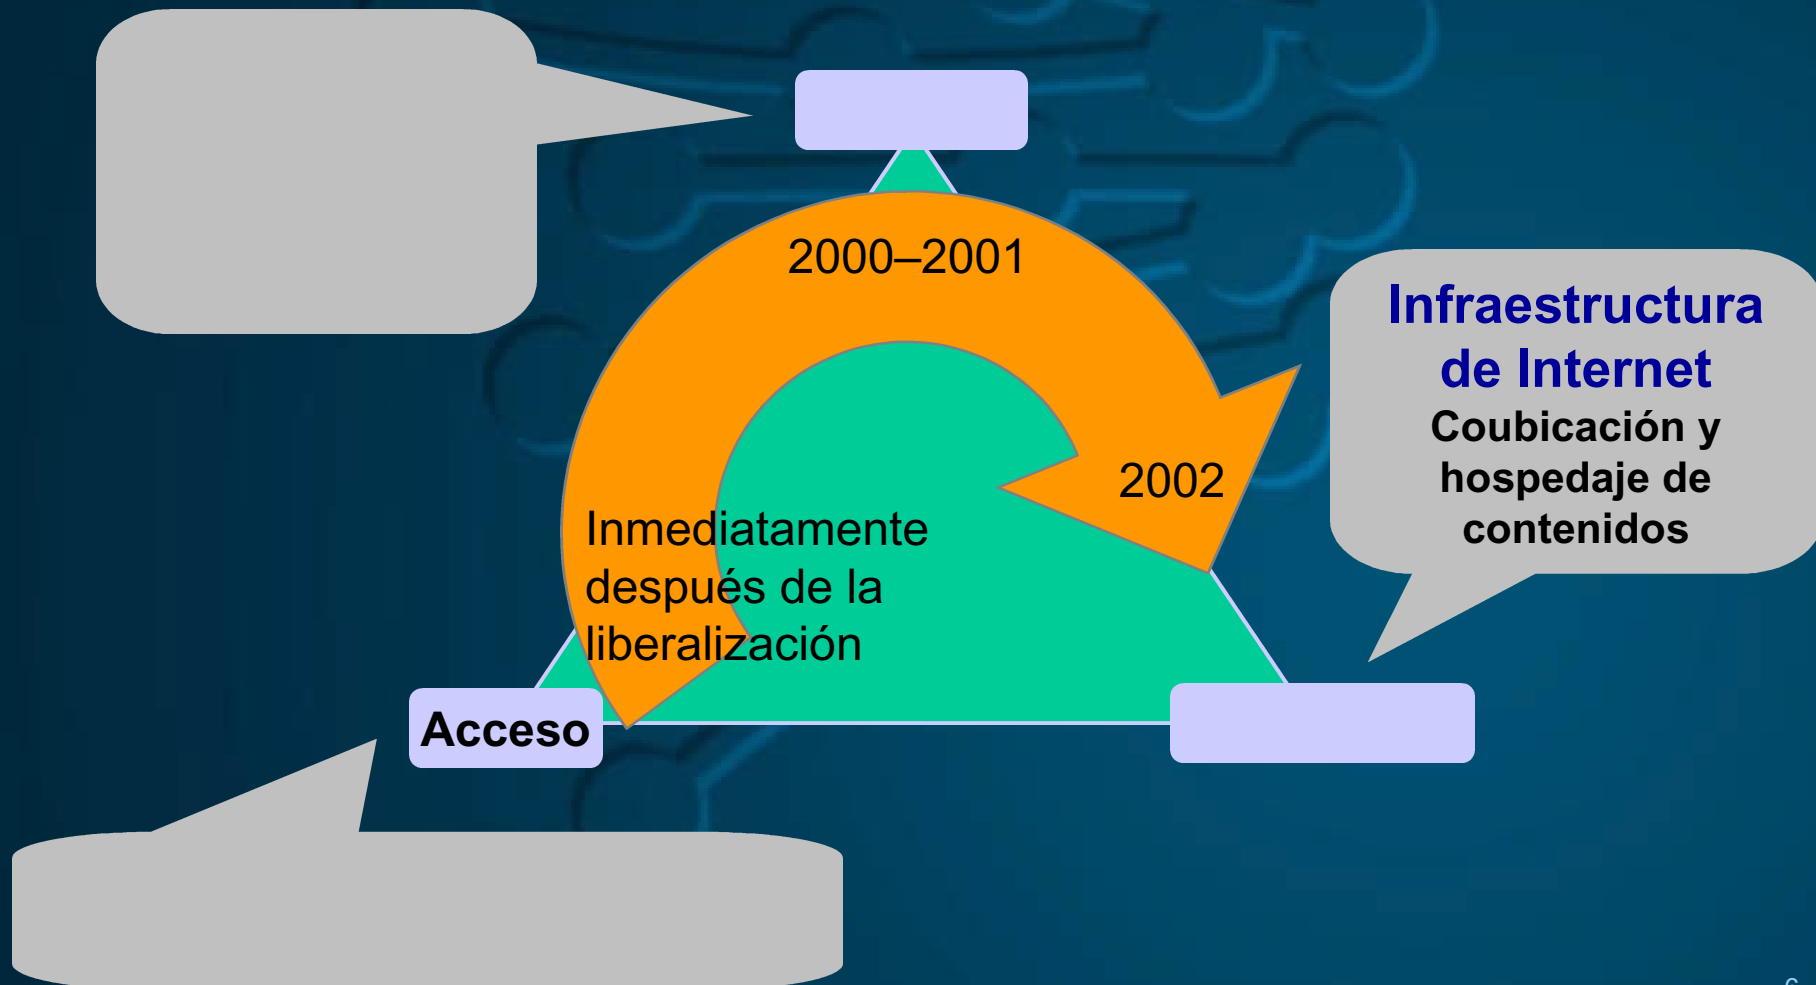 2000–2001
Infraestructura
de Internet
Coubicación y
hospedaje de
contenidos
2002
Inmediatamente
después de la
liberalización
Acceso